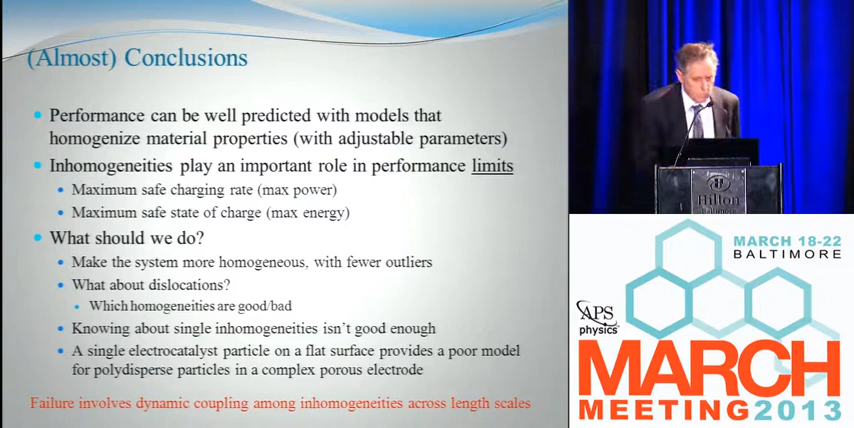 (Almost) Conclusions
Performance can be well predicted with models that
homogenize material properties (with adjustable parameters)
Inhomogeneities play an important role in performance limits
Maximum safe charging rate (max power)
Maximum safe state of charge (max energy)
What should we do?
Make the system more homogeneous, with fewer outliers
What about dislocations?
Which homogeneities are good/bad
Knowing about single inhomogeneities isn't good enough
A single electrocatalyst particle on a flat surface provides a poor model
for polydisperse particles in a complex porous electrode
Failure involves dynamic coupling among inhomogeneities across length scales
Hilton
Baltimore
MARCH 18-22
BALTIMORE
APS
physics
MARCH
MEETING 2013